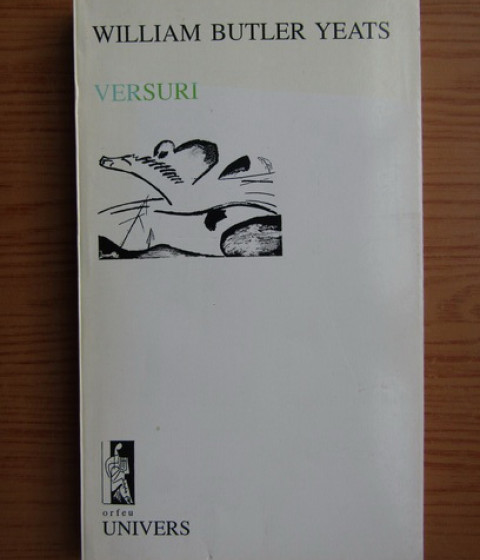 WILLIAM BUTLER YEATS
VERSURI
orfeu
UNIVERS